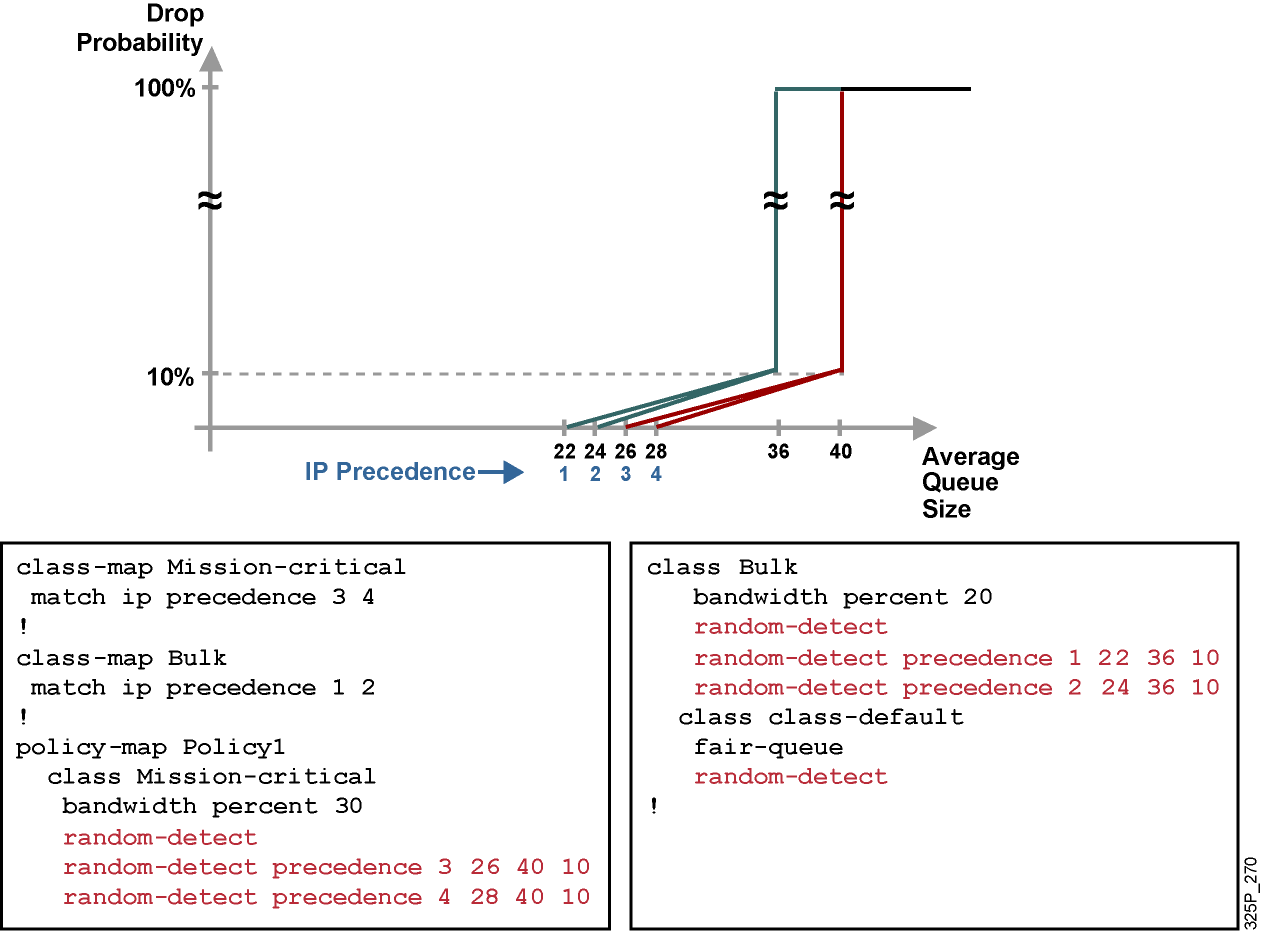 Drop
Probability
100%
10%
22 24 26 28 36 40
IP Precedence 1 2 3 4
Average
Queue
Size
class-map Mission-critical
match ip precedence 3 4
!
class-map Bulk
match ip precedence 1 2
!
policy-map Policy1
class Mission-critical
bandwidth percent 30
random-detect
random-detect precedence 3 26 40 10
random-detect precedence 4 28 40 10
class Bulk
bandwidth percent 20
random-detect
random-detect precedence 1 22 36 10
random-detect precedence 2 24 36 10
class class-default
fair-queue
random-detect
!
325P_270